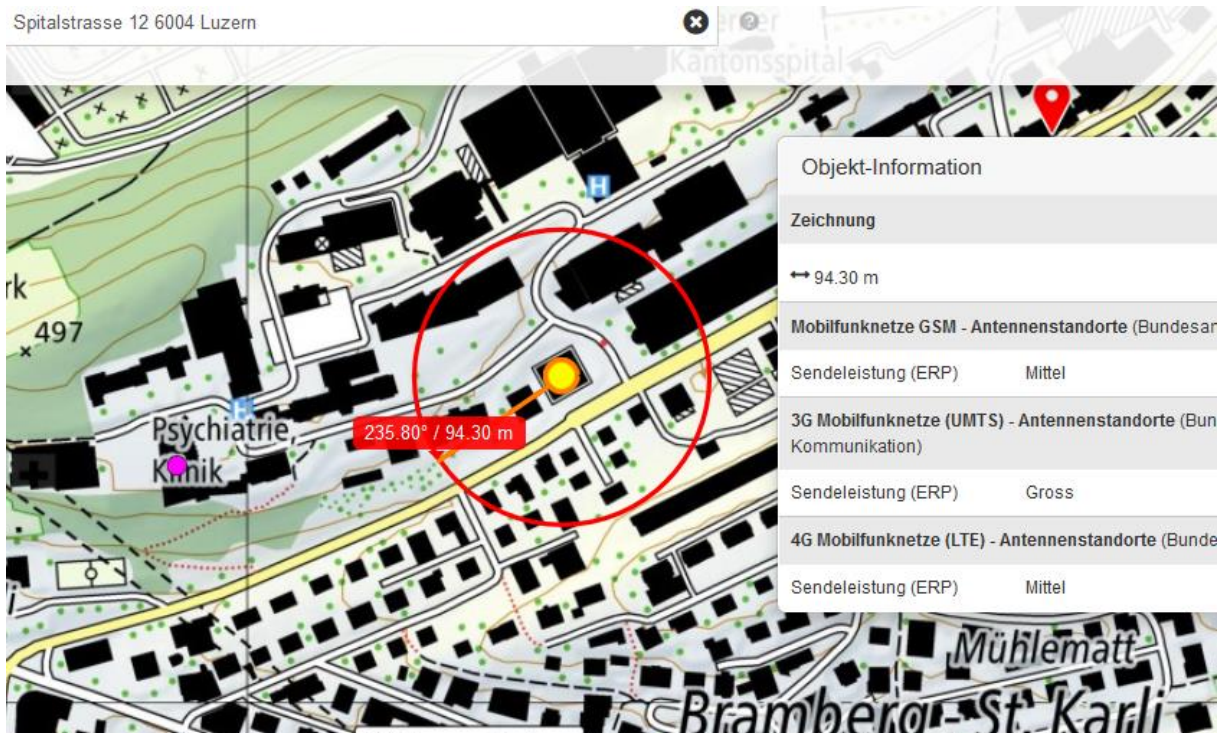 Spitalstrasse 12 6004 Luzern
Kantonsspital
Objekt-Information
Zeichnung
94.30 m
Mobilfunknetze GSM - Antennenstandorte (Bundesar
Sendeleistung (ERP) Mittel
3G Mobilfunknetze (UMTS) - Antennenstandorte (Bun
Kommunikation)
Sendeleistung (ERP) Gross
4G Mobilfunknetze (LTE) - Antennenstandorte (Bunde
Sendeleistung (ERP) Mittel
rk
497
H
H
Psychiatrie,
Klinik
235.80° / 94.30 m
Mühlematt
Bramberg - St. Karli